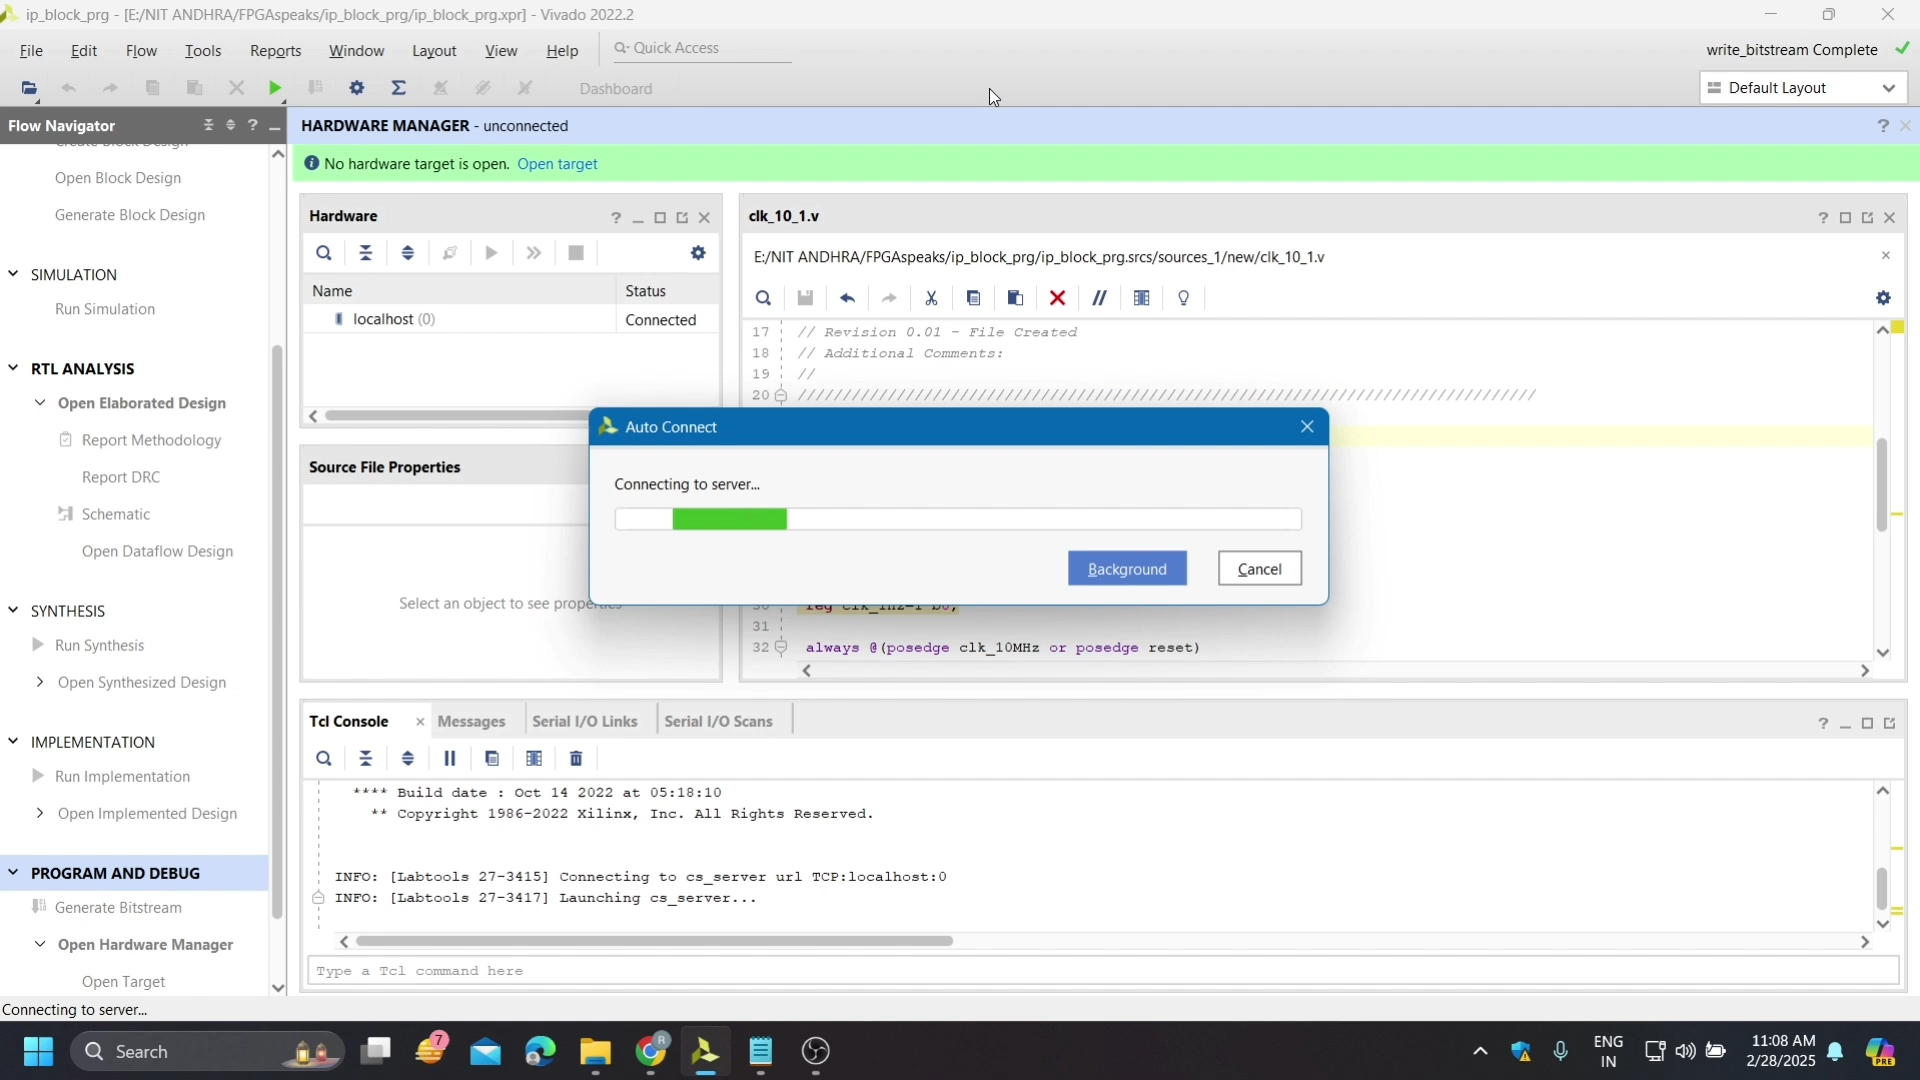 ip_block_prg - [E:/NIT ANDHRA/FPGAspeaks/ip_block_prg/ip_block_prg.xpr] - Vivado 2022.2
File Edit Flow Tools Reports Window Layout View Help Quick Access
write_bitstream Complete
Dashboard
Default Layout
Flow Navigator
HARDWARE MANAGER - unconnected
Create Block Design
No hardware target is open. Open target
Open Block Design
Generate Block Design
SIMULATION
Run Simulation
RTL ANALYSIS
Open Elaborated Design
Report Methodology
Report DRC
Schematic
Open Dataflow Design
SYNTHESIS
Run Synthesis
Open Synthesized Design
IMPLEMENTATION
Run Implementation
Open Implemented Design
PROGRAM AND DEBUG
Generate Bitstream
Open Hardware Manager
Open Target
Hardware
Name Status
localhost (0) Connected
Source File Properties
Select an object to see properties
clk_10_1.v
E:/NIT ANDHRA/FPGAspeaks/ip_block_prg/ip_block_prg.srcs/sources_1/new/clk_10_1.v
17 // Revision 0.01 - File Created
18 // Additional Comments:
19 //
20 //////////////////////////////////////////////////////////////////////////////////
30 reg clk_1hz=1'b0;
31
32 always @(posedge clk_10MHz or posedge reset)
Auto Connect
Connecting to server...
Background Cancel
Tcl Console Messages Serial I/O Links Serial I/O Scans
**** Build date : Oct 14 2022 at 05:18:10
** Copyright 1986-2022 Xilinx, Inc. All Rights Reserved.
INFO: [Labtools 27-3415] Connecting to cs_server url TCP:localhost:0
INFO: [Labtools 27-3417] Launching cs_server...
Type a Tcl command here
Connecting to server...
Search
7
R
ENG
IN
11:08 AM
2/28/2025
PRE